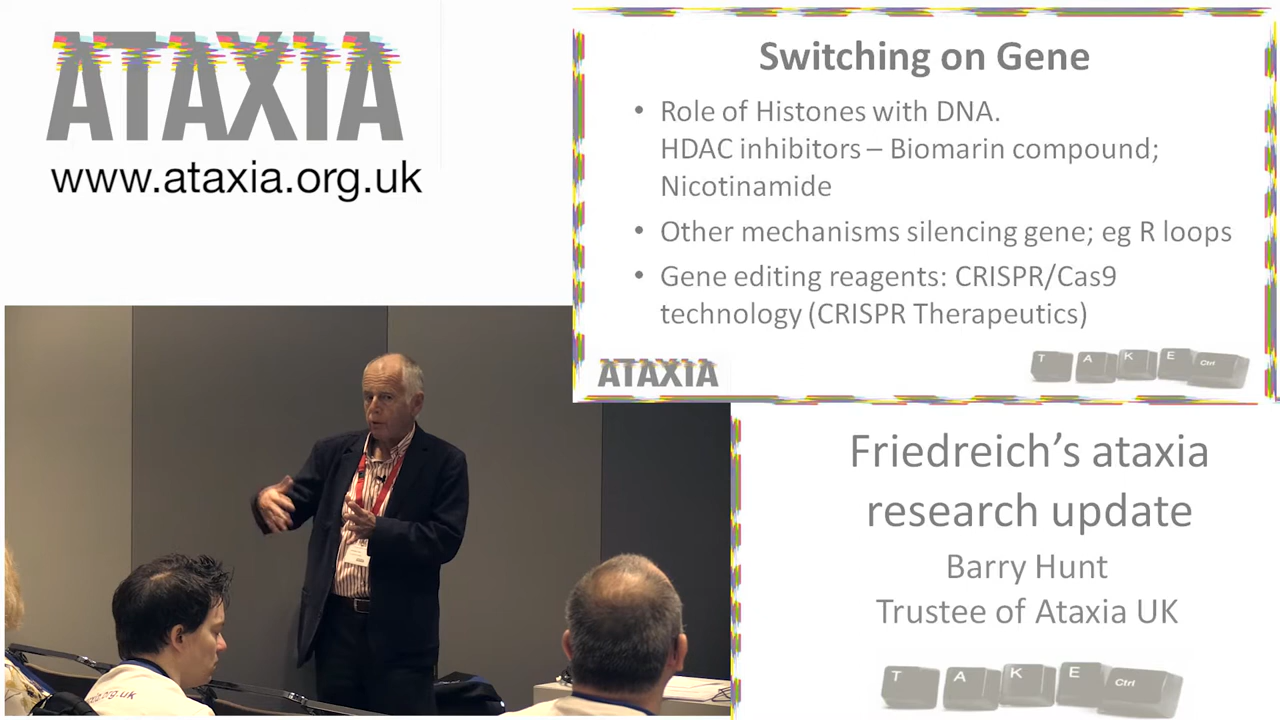 ATAXIA
www.ataxia.org.uk
Switching on Gene
• Role of Histones with DNA.
HDAC inhibitors – Biomarin compound;
Nicotinamide
• Other mechanisms silencing gene; eg R loops
• Gene editing reagents: CRISPR/Cas9
technology (CRISPR Therapeutics)
ATAXIA
T A K E Ctrl
Friedreich's ataxia
research update
Barry Hunt
Trustee of Ataxia UK
T A K E Ctrl